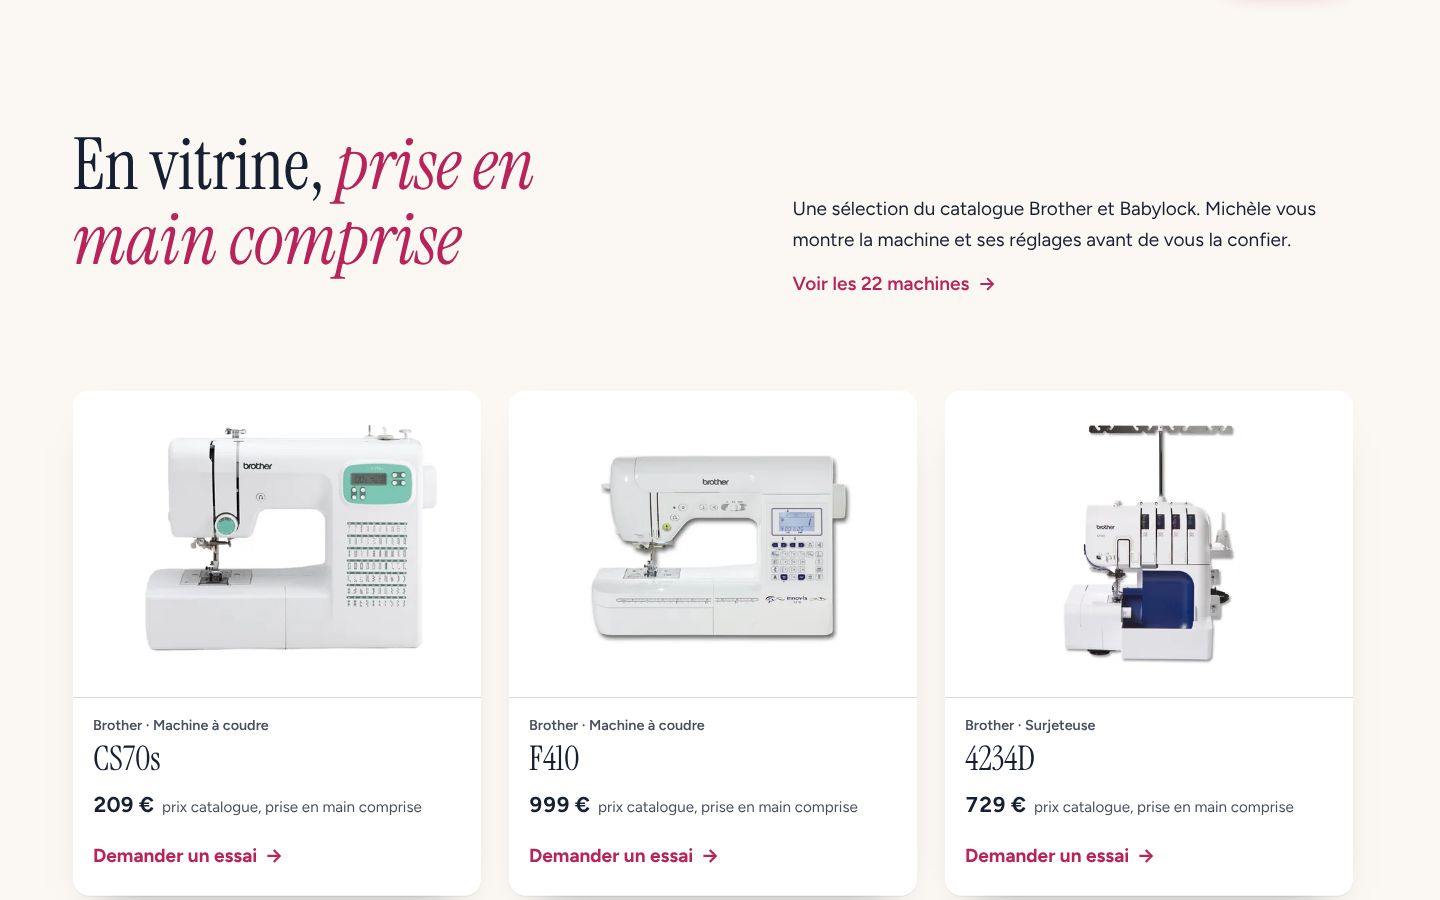 En vitrine, prise en
main comprise
Une sélection du catalogue Brother et Babylock. Michèle vous
montre la machine et ses réglages avant de vous la confier.
Voir les 22 machines →
brother
brother
innov-is
brother
Brother · Machine à coudre
CS70s
209 € prix catalogue, prise en main comprise
Demander un essai →
Brother · Machine à coudre
F410
999 € prix catalogue, prise en main comprise
Demander un essai →
Brother · Surjeteuse
4234D
729 € prix catalogue, prise en main comprise
Demander un essai →